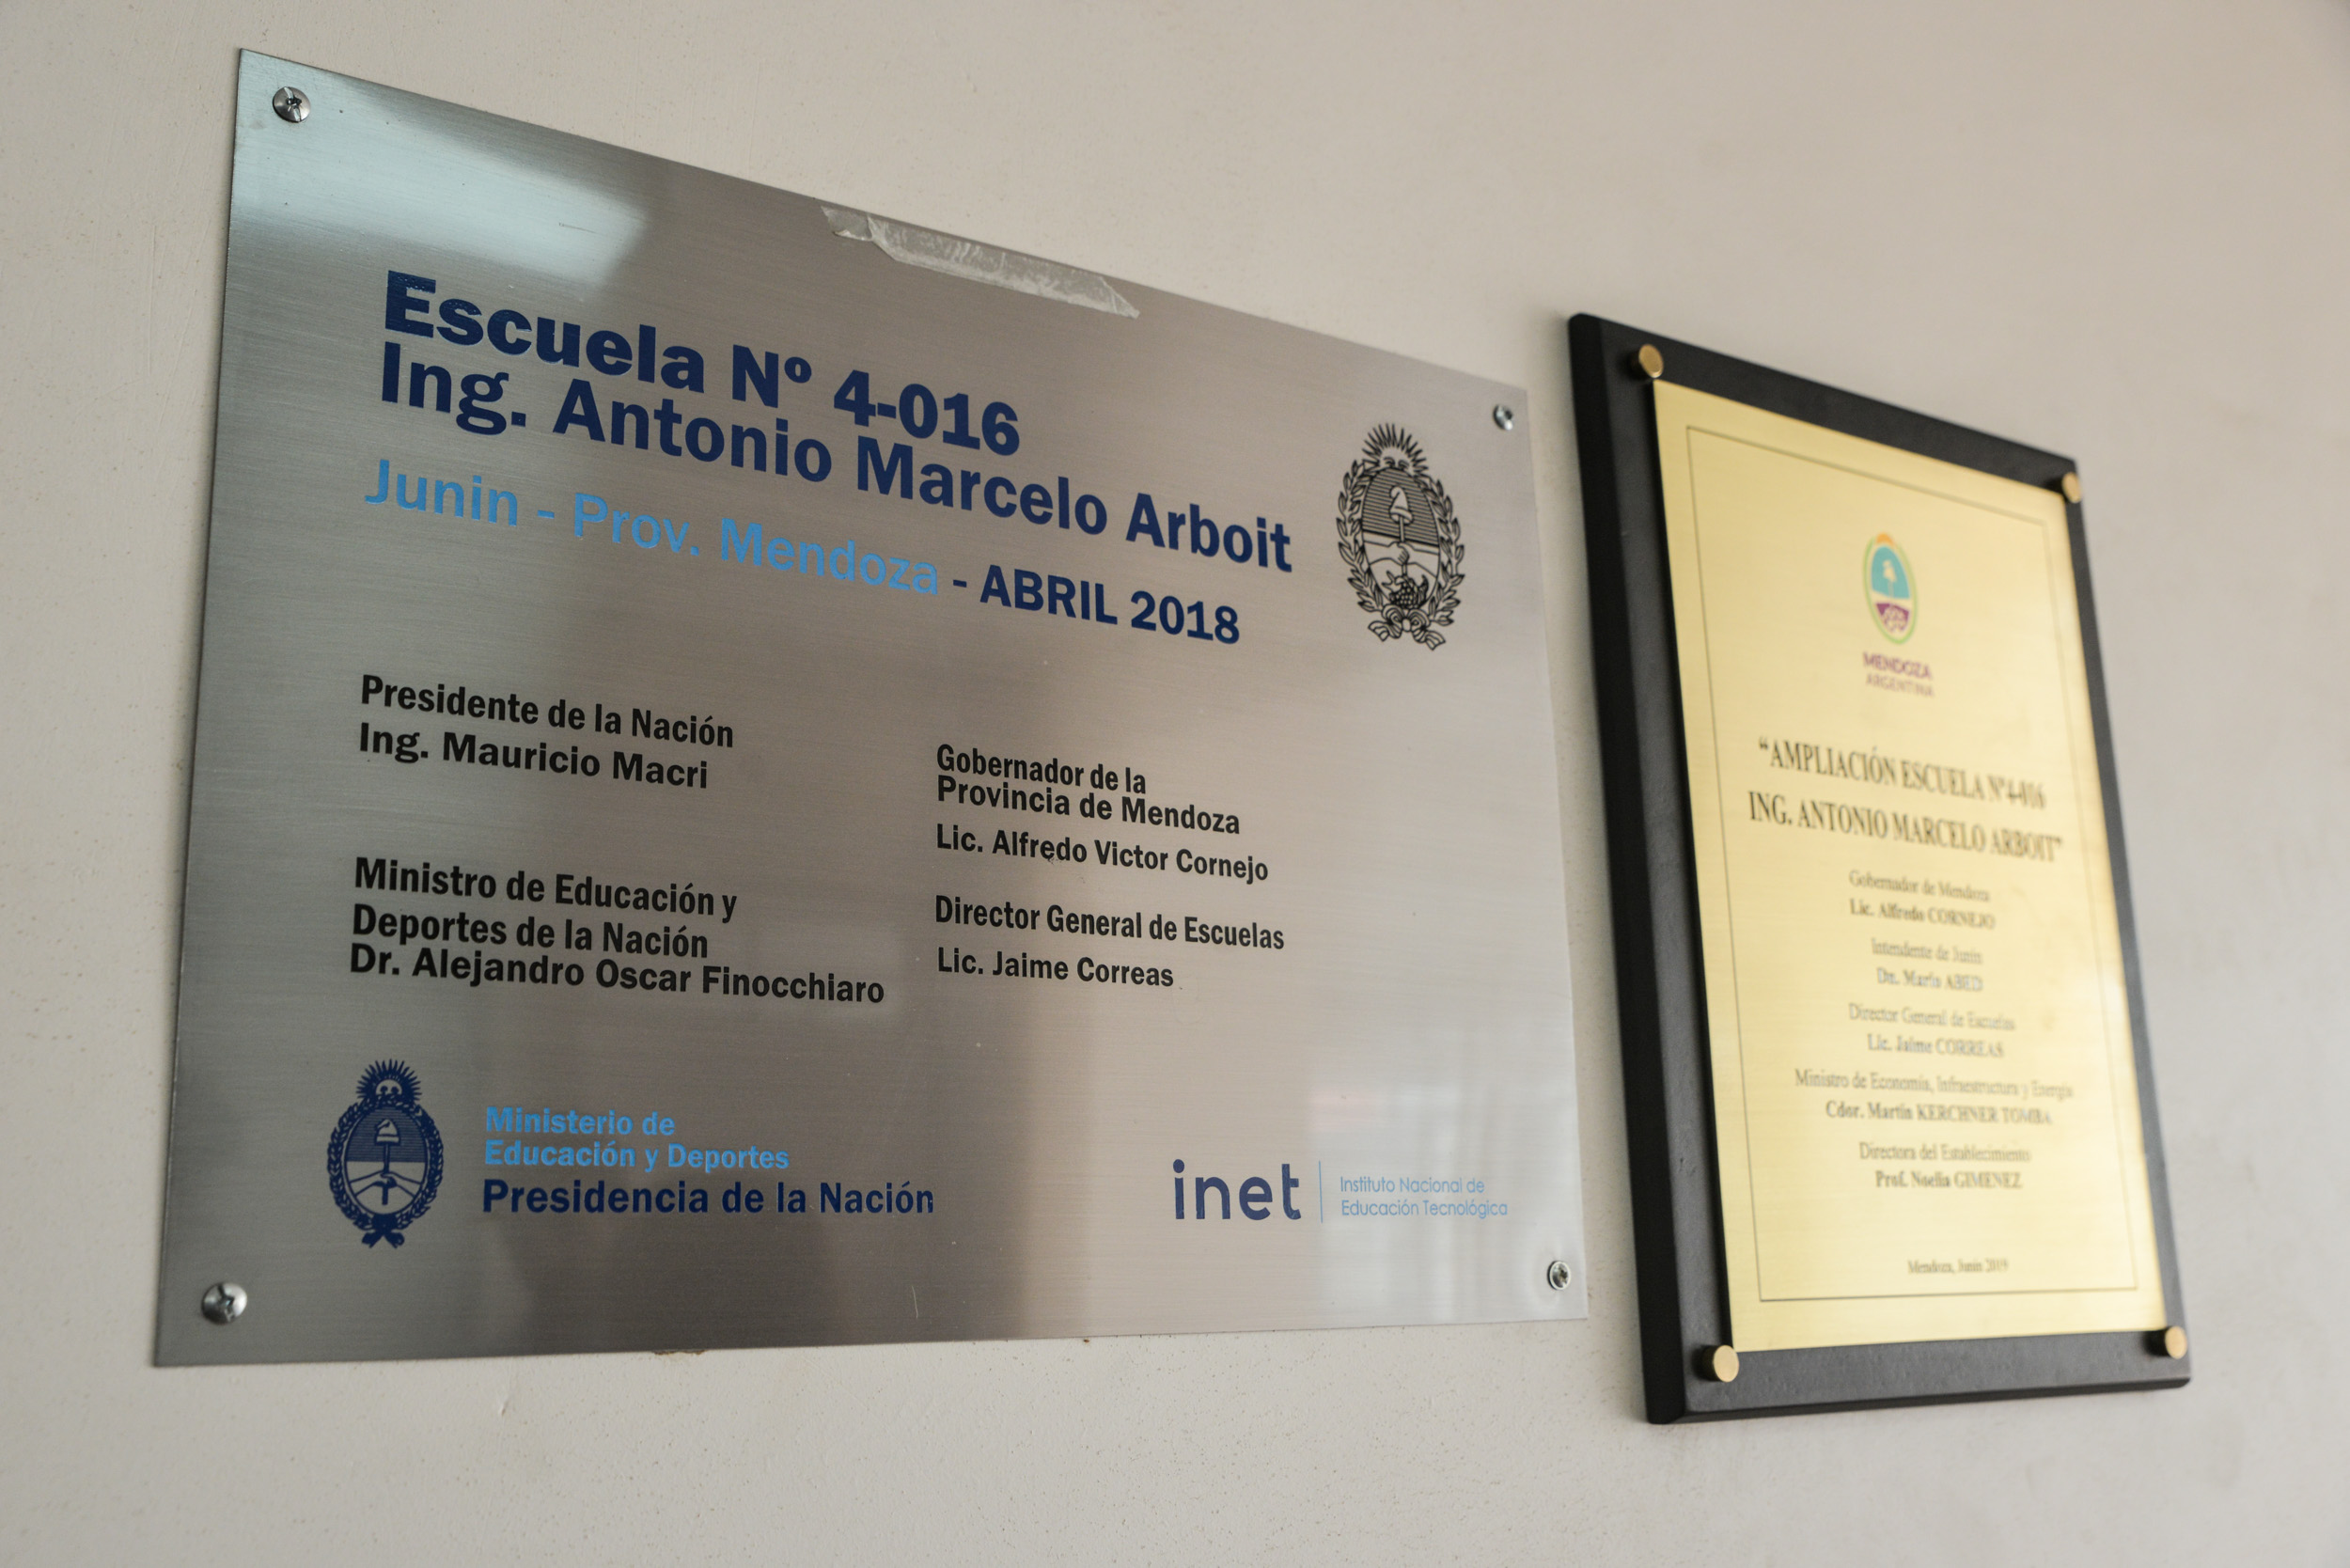 Escuela Nº 4-016
Ing. Antonio Marcelo Arboit
Junin - Prov. Mendoza - ABRIL 2018
Presidente de la Nación
Ing. Mauricio Macri
Ministro de Educación y
Deportes de la Nación
Dr. Alejandro Oscar Finocchiaro
Gobernador de la
Provincia de Mendoza
Lic. Alfredo Victor Cornejo
Director General de Escuelas
Lic. Jaime Correas
Ministerio de
Educación y Deportes
Presidencia de la Nación
inet
Instituto Nacional de
Educación Tecnológica
MENDOZA
ARGENTINA
“AMPLIACIÓN ESCUELA Nº4-016
ING. ANTONIO MARCELO ARBOIT”
Gobernador de Mendoza
Lic. Alfredo CORNEJO
Intendente de Junín
Dn. Mario ABED
Director General de Escuelas
Lic. Jaime CORREAS
Ministro de Economía, Infraestructura y Energía
Cdor. Martín KERCHNER TOMBA
Directora del Establecimiento
Prof. Noelia GIMENEZ
Mendoza, Junio 2019